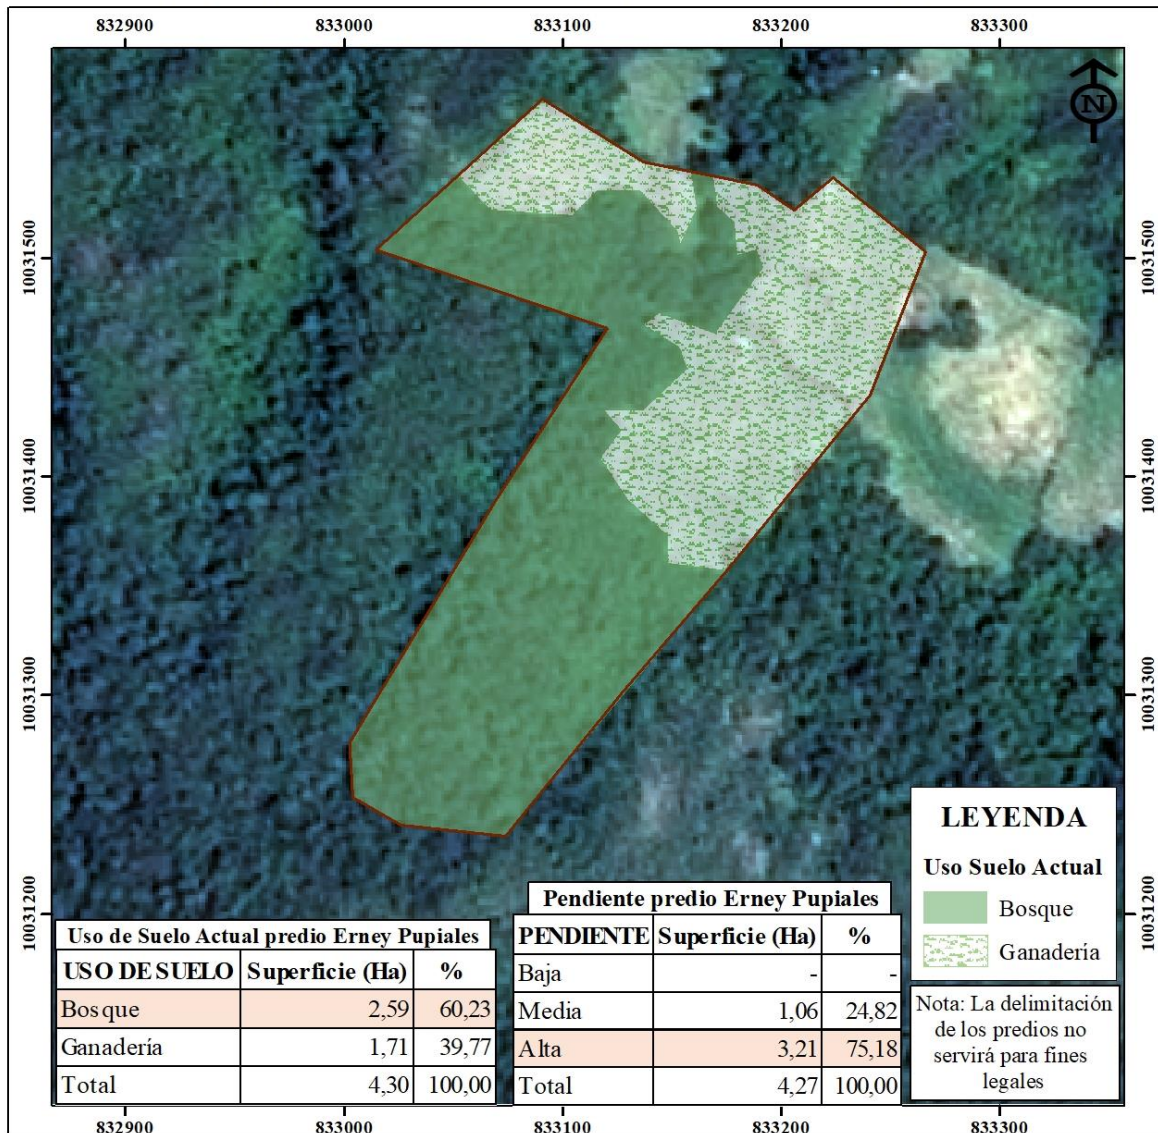 832900 833000 833100 833200 833300
N
10031500 10031500
10031400 10031400
10031300 10031300
10031200 10031200
LEYENDA
Uso Suelo Actual
Bosque
Ganadería
Nota: La delimitación
de los predios no
servirá para fines
legales
Uso de Suelo Actual predio Erney Pupiales
USO DE SUELO Superficie (Ha) %
Bosque 2,59 60,23
Ganadería 1,71 39,77
Total 4,30 100,00
Pendiente predio Erney Pupiales
PENDIENTE Superficie (Ha) %
Baja - -
Media 1,06 24,82
Alta 3,21 75,18
Total 4,27 100,00
832900 833000 833100 833200 833300